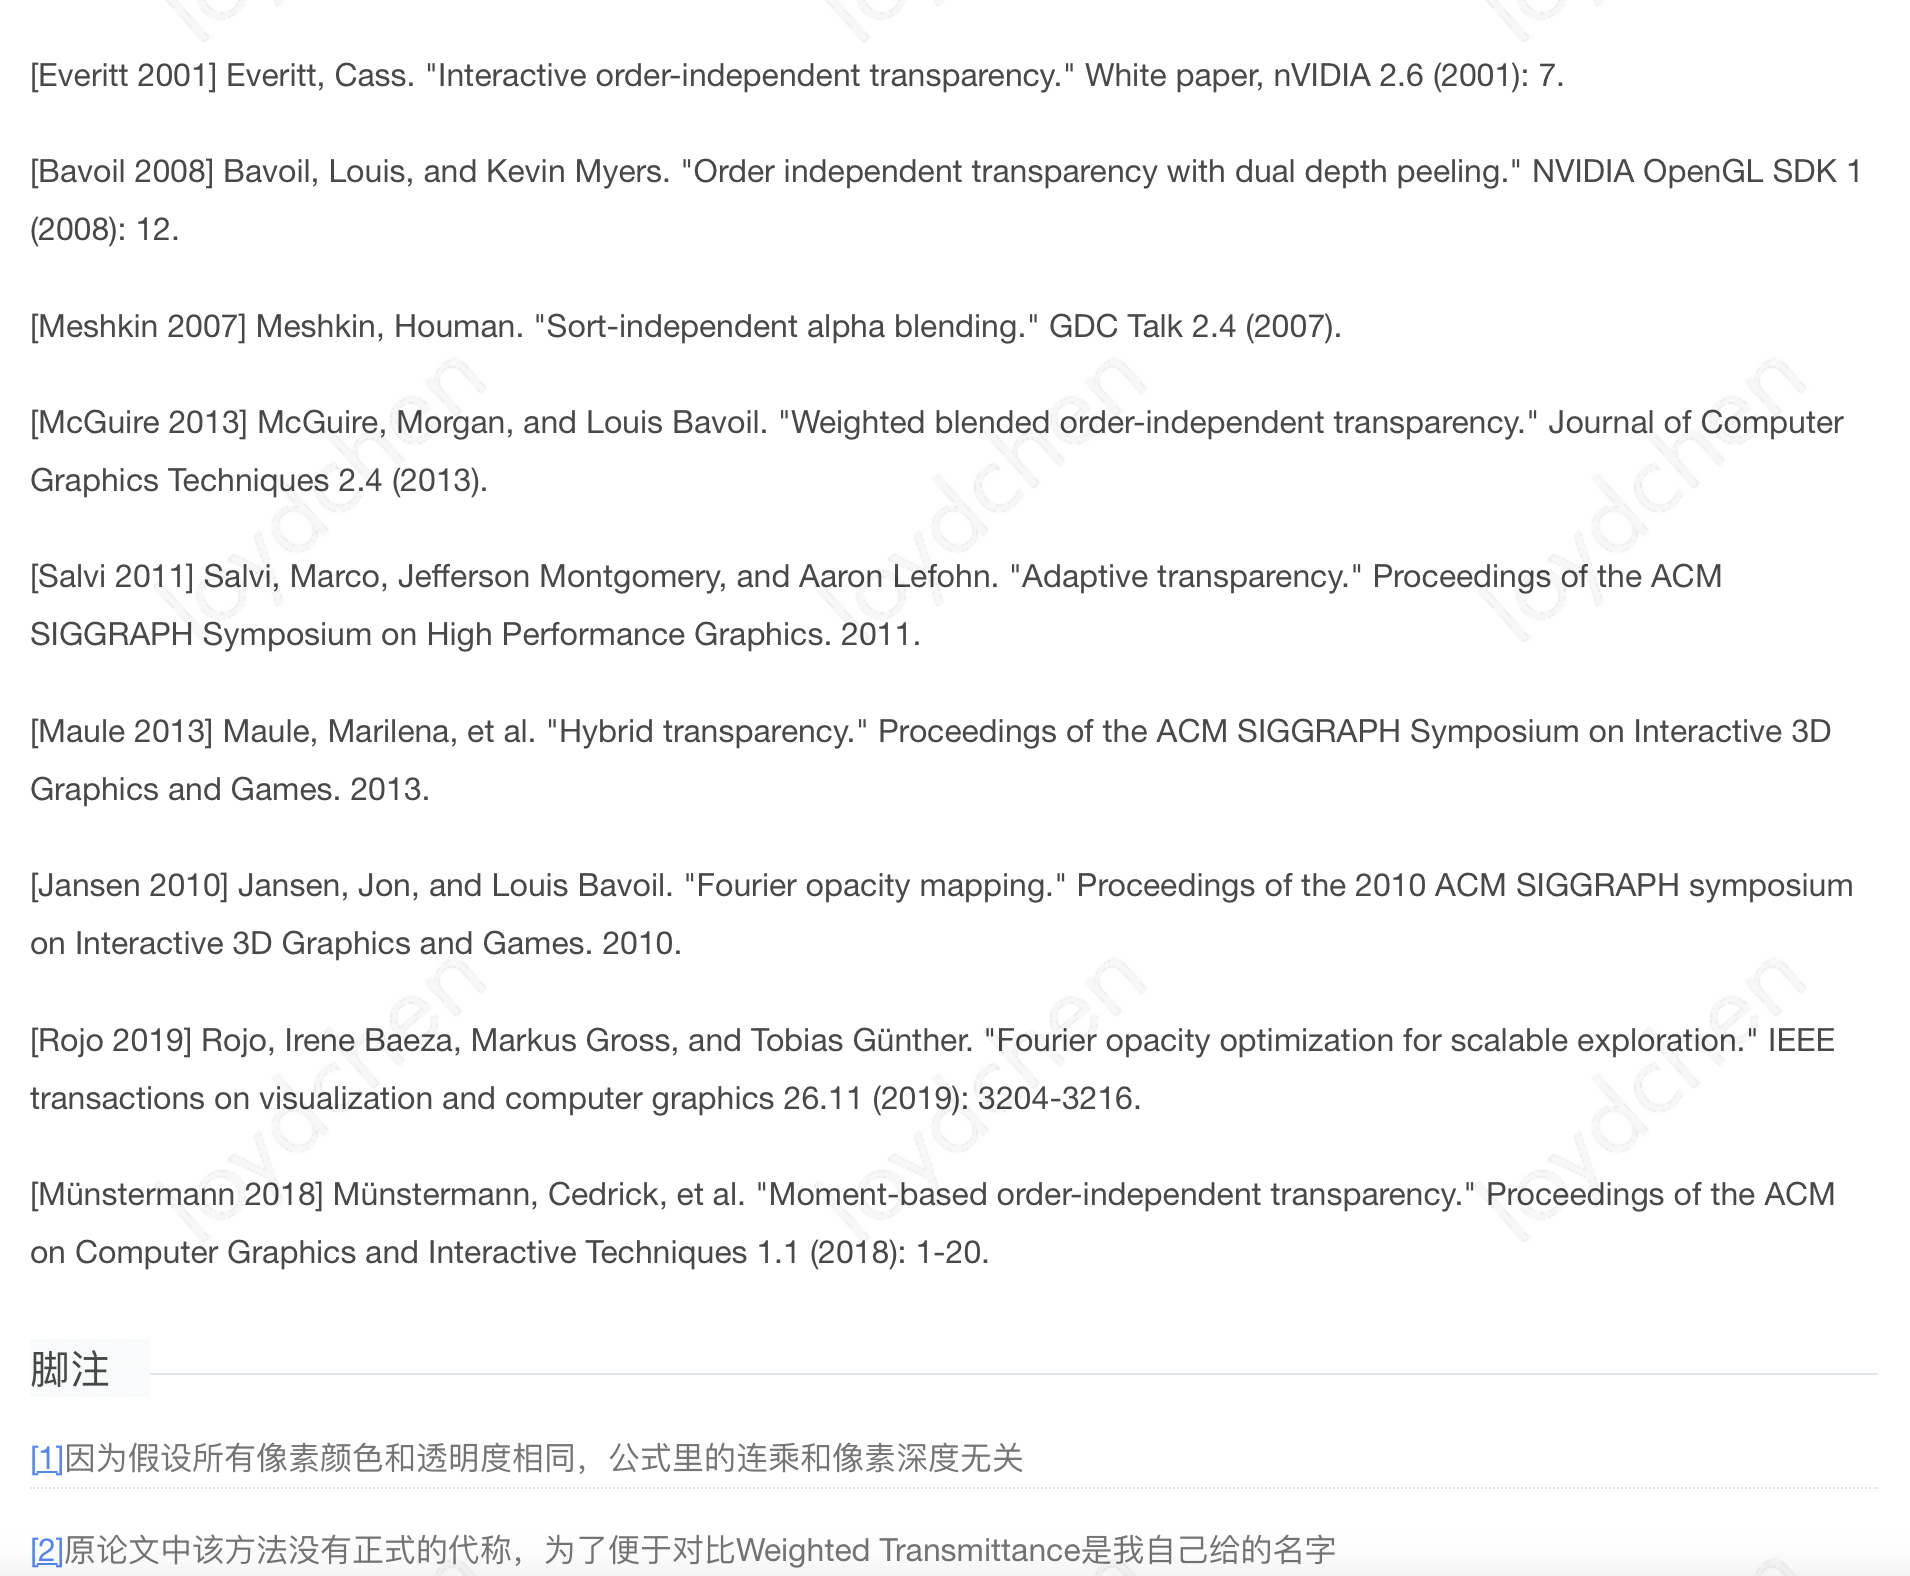 [Everitt 2001] Everitt, Cass. "Interactive order-independent transparency." White paper, nVIDIA 2.6 (2001): 7.
[Bavoil 2008] Bavoil, Louis, and Kevin Myers. "Order independent transparency with dual depth peeling." NVIDIA OpenGL SDK 1
(2008): 12.
[Meshkin 2007] Meshkin, Houman. "Sort-independent alpha blending." GDC Talk 2.4 (2007).
[McGuire 2013] McGuire, Morgan, and Louis Bavoil. "Weighted blended order-independent transparency." Journal of Computer
Graphics Techniques 2.4 (2013).
[Salvi 2011] Salvi, Marco, Jefferson Montgomery, and Aaron Lefohn. "Adaptive transparency." Proceedings of the ACM
SIGGRAPH Symposium on High Performance Graphics. 2011.
[Maule 2013] Maule, Marilena, et al. "Hybrid transparency." Proceedings of the ACM SIGGRAPH Symposium on Interactive 3D
Graphics and Games. 2013.
[Jansen 2010] Jansen, Jon, and Louis Bavoil. "Fourier opacity mapping." Proceedings of the 2010 ACM SIGGRAPH symposium
on Interactive 3D Graphics and Games. 2010.
[Rojo 2019] Rojo, Irene Baeza, Markus Gross, and Tobias Günther. "Fourier opacity optimization for scalable exploration." IEEE
transactions on visualization and computer graphics 26.11 (2019): 3204-3216.
[Münstermann 2018] Münstermann, Cedrick, et al. "Moment-based order-independent transparency." Proceedings of the ACM
on Computer Graphics and Interactive Techniques 1.1 (2018): 1-20.
脚注
[1]因为假设所有像素颜色和透明度相同，公式里的连乘和像素深度无关
[2]原论文中该方法没有正式的代称，为了便于对比Weighted Transmittance是我自己给的名字
loydchen
loydchen
loydchen
loydchen
loydchen
loydchen